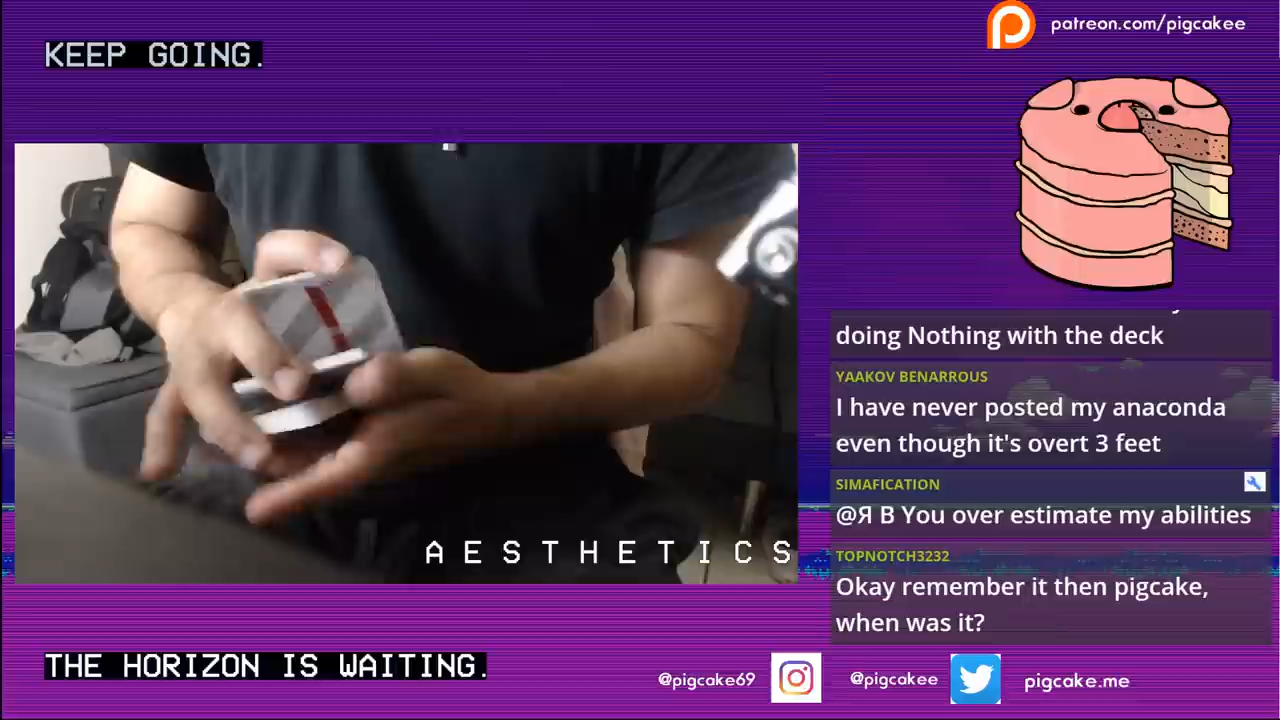 patreon.com/pigcakee
KEEP GOING.
doing Nothing with the deck
YAAKOV BENARROUS
I have never posted my anaconda
even though it's overt 3 feet
SIMAFICATION
@Я В You over estimate my abilities
TOPNOTCH3232
Okay remember it then pigcake,
when was it?
AESTHETICS
THE HORIZON IS WAITING.
@pigcake69
@pigcakee
pigcake.me